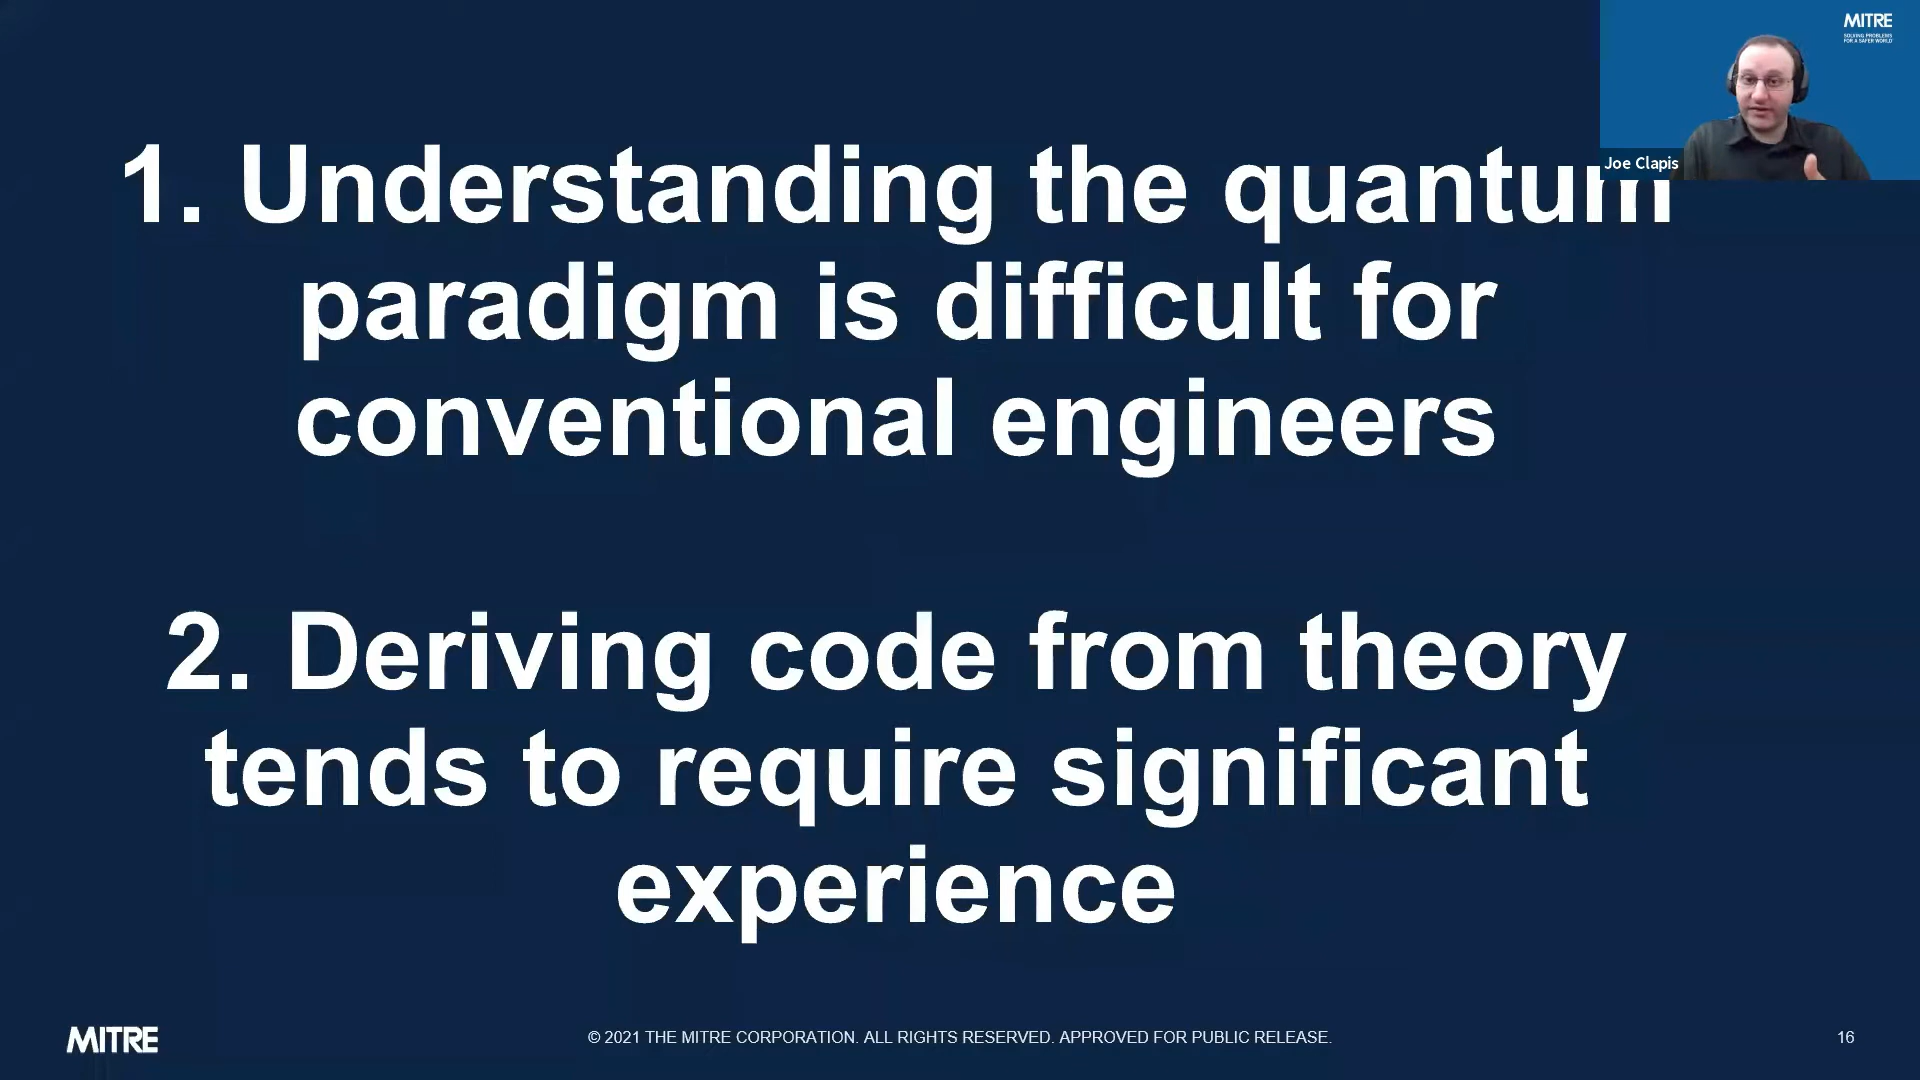 MITRE
SOLVING PROBLEMS
FOR A SAFER WORLD
Joe Clapis
1. Understanding the quantum
paradigm is difficult for
conventional engineers
2. Deriving code from theory
tends to require significant
experience
MITRE
© 2021 THE MITRE CORPORATION. ALL RIGHTS RESERVED. APPROVED FOR PUBLIC RELEASE.
16